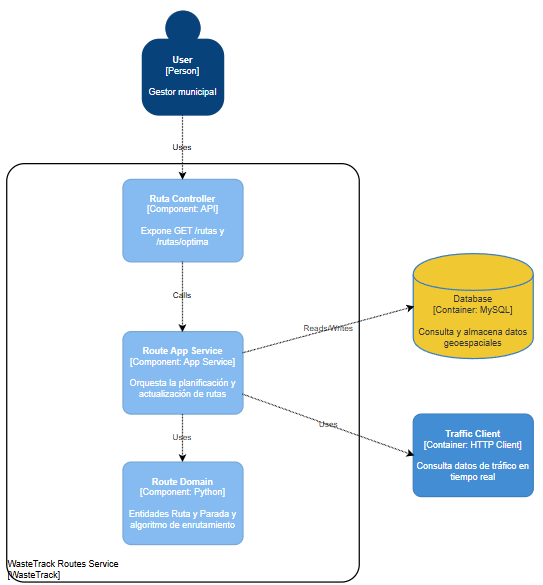 User
[Person]
Gestor municipal
Uses
Ruta Controller
[Component: API]
Expone GET /rutas y
/rutas/optima
Calls
Route App Service
[Component: App Service]
Orquesta la planificación y
actualización de rutas
Reads/Writes
Database
[Container: MySQL]
Consulta y almacena datos
geoespaciales
Uses
Traffic Client
[Container: HTTP Client]
Consulta datos de tráfico en
tiempo real
Uses
Route Domain
[Component: Python]
Entidades Ruta y Parada y
algoritmo de enrutamiento
WasteTrack Routes Service
[WasteTrack]